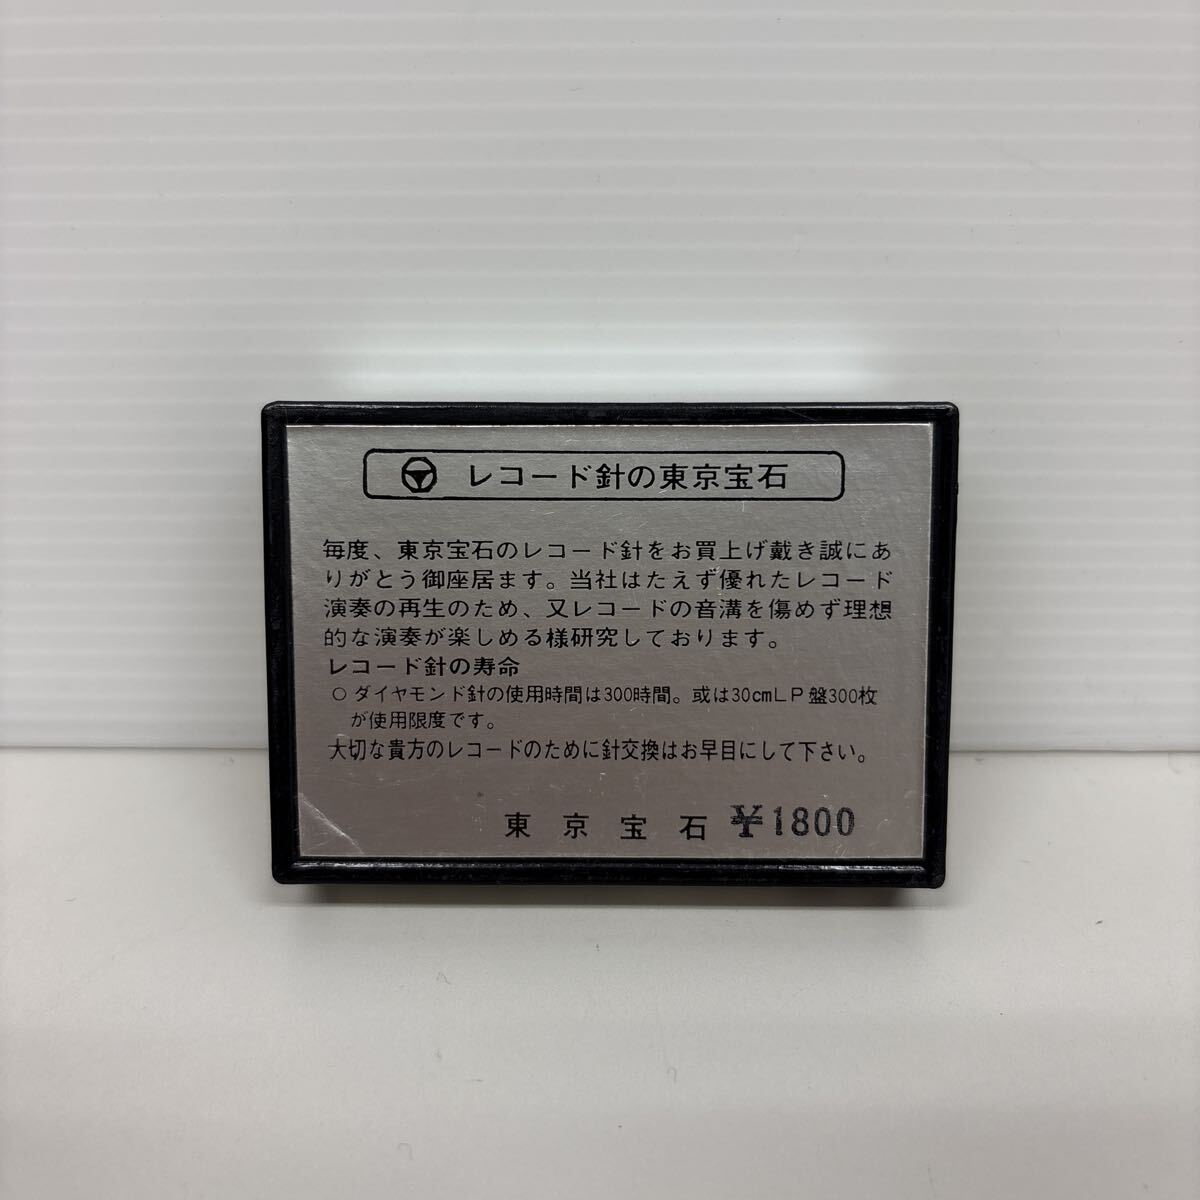 レコード針の東京宝石
毎度、東京宝石のレコード針をお買上げ戴き誠にあ
りがとう御座居ます。当社はたえず優れたレコード
演奏の再生のため、又レコードの音溝を傷めず理想
的な演奏が楽しめる様研究しております。
レコード針の寿命
○ ダイヤモンド針の使用時間は300時間。或は30cmLP盤300枚
が使用限度です。
大切な貴方のレコードのために針交換はお早目にして下さい。
東京宝石 ¥1800